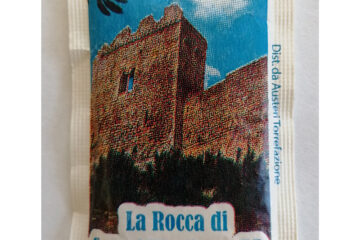 Dist. da Austeri Torrefazione
La Rocca di